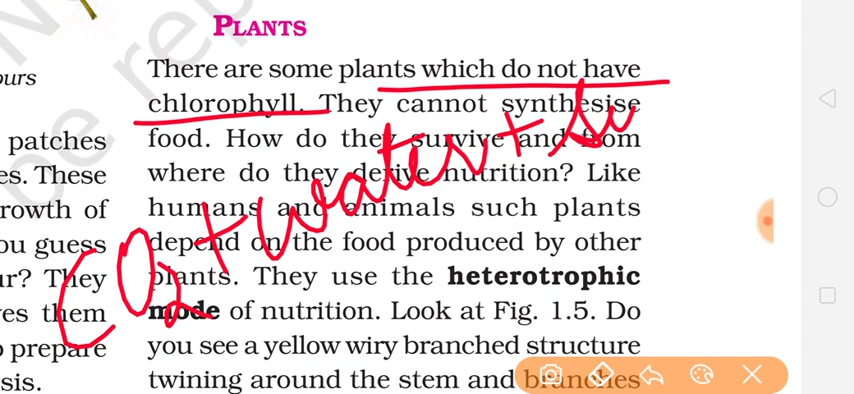 PLANTS
There are some plants which do not have
chlorophyll. They cannot synthesise
food. How do they survive and from
where do they derive nutrition? Like
humans and animals such plants
depend on the food produced by other
plants. They use the heterotrophic
mode of nutrition. Look at Fig. 1.5. Do
you see a yellow wiry branched structure
twining around the stem and branches
ours
patches
es. These
rowth of
ou guess
ur? They
es them
prepare
sis.
be rep
CO2 + water + su